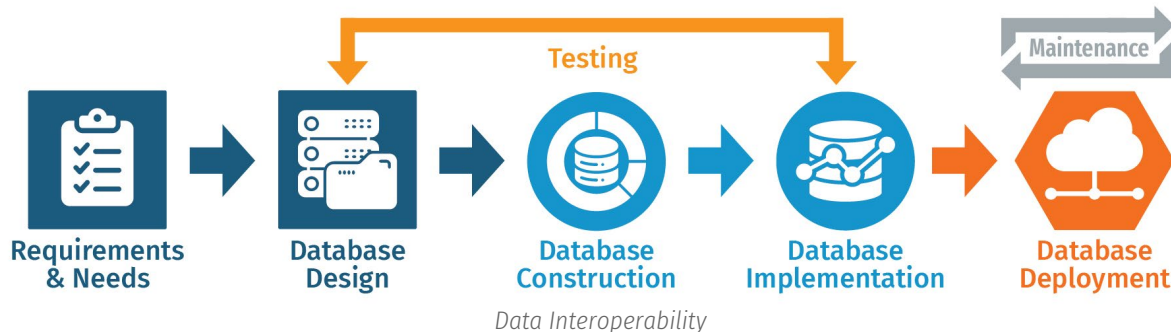 Testing
Maintenance
Requirements
& Needs
Database
Design
Database
Construction
Database
Implementation
Database
Deployment
Data Interoperability